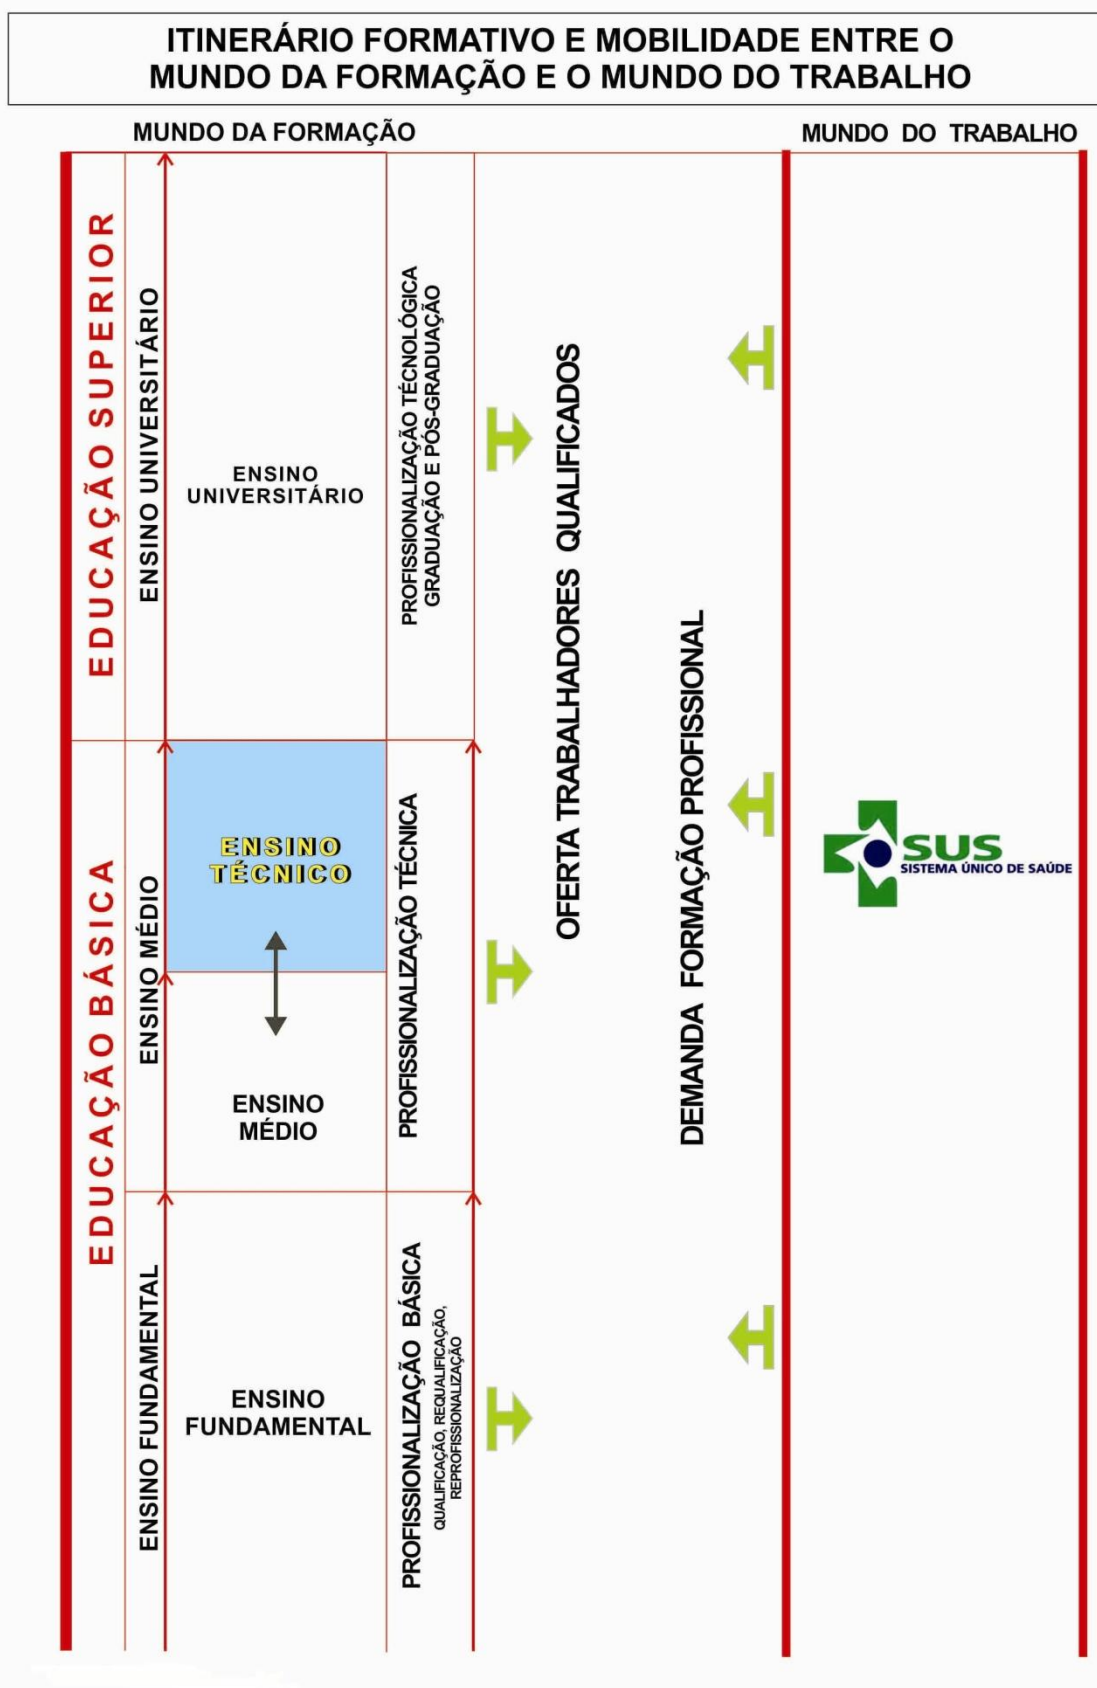 ITINERÁRIO FORMATIVO E MOBILIDADE ENTRE O
MUNDO DA FORMAÇÃO E O MUNDO DO TRABALHO
MUNDO DA FORMAÇÃO
MUNDO DO TRABALHO
EDUCAÇÃO SUPERIOR
ENSINO UNIVERSITÁRIO
ENSINO
UNIVERSITÁRIO
PROFISSIONALIZAÇÃO TÉCNOLÓGICA
GRADUAÇÃO E PÓS-GRADUAÇÃO
EDUCAÇÃO BÁSICA
ENSINO MÉDIO
ENSINO
TÉCNICO
ENSINO
MÉDIO
PROFISSIONALIZAÇÃO TÉCNICA
ENSINO FUNDAMENTAL
ENSINO
FUNDAMENTAL
PROFISSIONALIZAÇÃO BÁSICA
QUALIFICAÇÃO, REQUALIFICAÇÃO,
REPROFISSIONALIZAÇÃO
OFERTA TRABALHADORES QUALIFICADOS
DEMANDA FORMAÇÃO PROFISSIONAL
SUS
SISTEMA ÚNICO DE SAÚDE